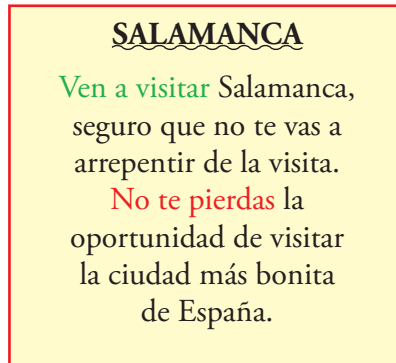 SALAMANCA
Ven a visitar Salamanca,
seguro que no te vas a
arrepentir de la visita.
No te pierdas la
oportunidad de visitar
la ciudad más bonita
de España.